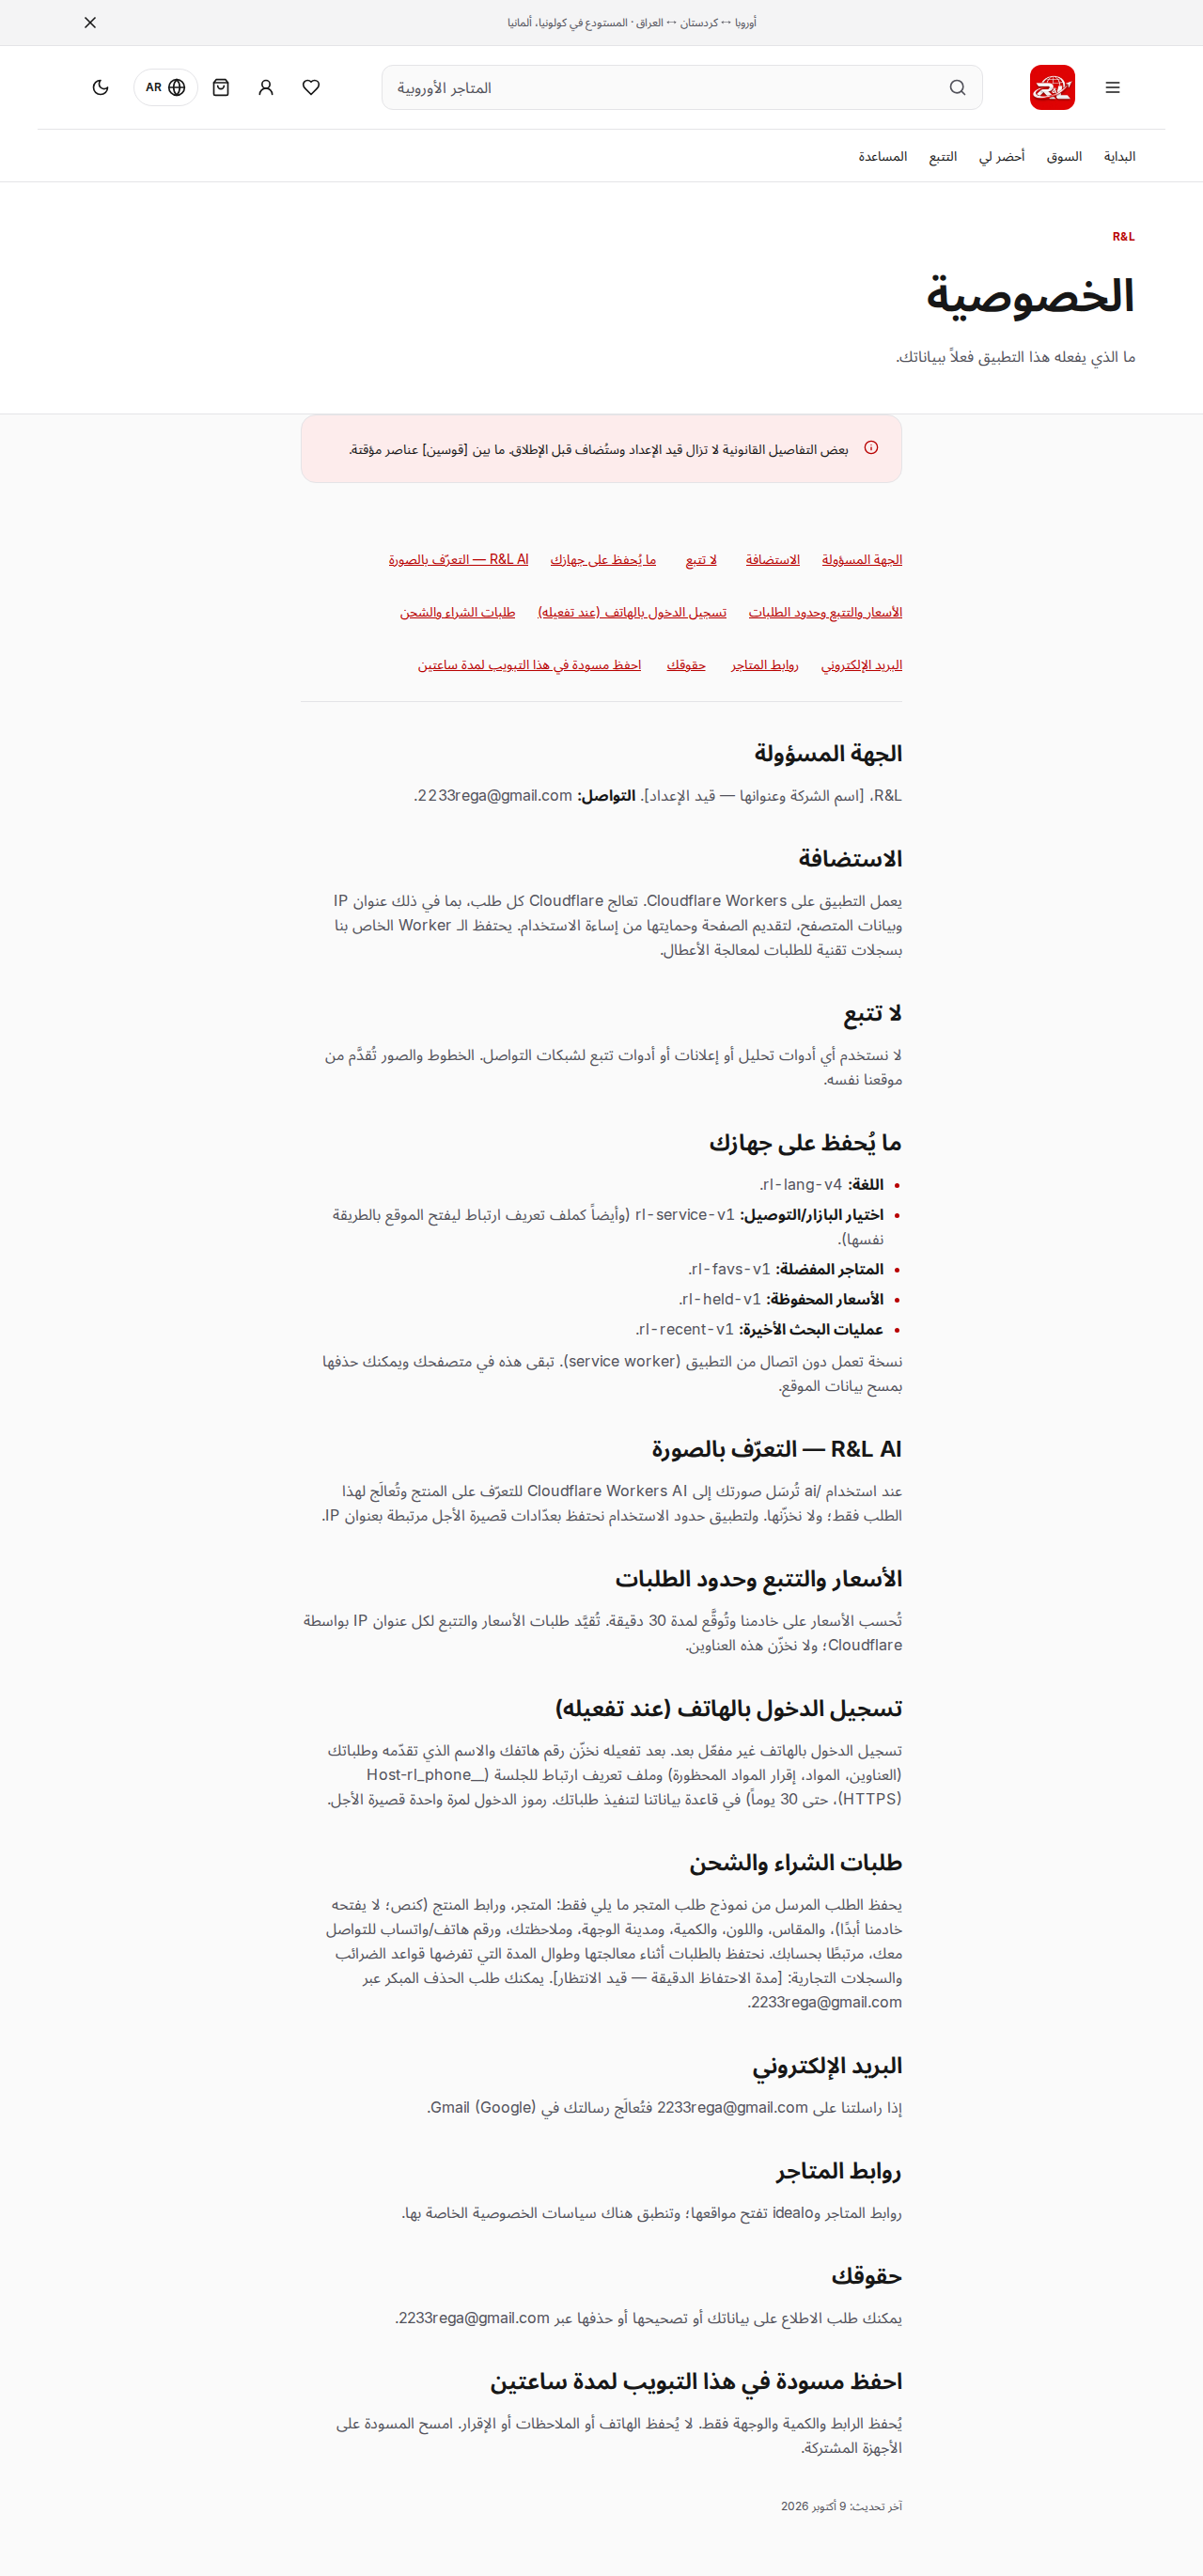 أوروبا ↔ كردستان ↔ العراق · المستودع في كولونيا، ألمانيا
R&L
المتاجر الأوروبية
AR
البداية
السوق
أحضر لي
التتبع
المساعدة
R&L
الخصوصية
ما الذي يفعله هذا التطبيق فعلاً ببياناتك.
بعض التفاصيل القانونية لا تزال قيد الإعداد وستُضاف قبل الإطلاق. ما بين [قوسين] عناصر مؤقتة.
الجهة المسؤولة الاستضافة لا تتبع ما يُحفظ على جهازك R&L AI — التعرّف بالصورة
الأسعار والتتبع وحدود الطلبات تسجيل الدخول بالهاتف (عند تفعيله) طلبات الشراء والشحن
البريد الإلكتروني روابط المتاجر حقوقك احفظ مسودة في هذا التبويب لمدة ساعتين
الجهة المسؤولة
R&L، [اسم الشركة وعنوانها — قيد الإعداد]. التواصل: 2233rega@gmail.com.
الاستضافة
يعمل التطبيق على Cloudflare Workers. تعالج Cloudflare كل طلب، بما في ذلك عنوان IP
وبيانات المتصفح، لتقديم الصفحة وحمايتها من إساءة الاستخدام. يحتفظ الـ Worker الخاص بنا
بسجلات تقنية للطلبات لمعالجة الأعطال.
لا تتبع
لا نستخدم أي أدوات تحليل أو إعلانات أو أدوات تتبع لشبكات التواصل. الخطوط والصور تُقدَّم من
موقعنا نفسه.
ما يُحفظ على جهازك
• اللغة: rl-lang-v4.
• اختيار البازار/التوصيل: rl-service-v1 (وأيضاً كملف تعريف ارتباط ليفتح الموقع بالطريقة
نفسها).
• المتاجر المفضلة: rl-favs-v1.
• الأسعار المحفوظة: rl-held-v1.
• عمليات البحث الأخيرة: rl-recent-v1.
نسخة تعمل دون اتصال من التطبيق (service worker). تبقى هذه في متصفحك ويمكنك حذفها
بمسح بيانات الموقع.
R&L AI — التعرّف بالصورة
عند استخدام /ai تُرسَل صورتك إلى Cloudflare Workers AI للتعرّف على المنتج وتُعالَج لهذا
الطلب فقط؛ ولا نخزّنها. ولتطبيق حدود الاستخدام نحتفظ بعدّادات قصيرة الأجل مرتبطة بعنوان IP.
الأسعار والتتبع وحدود الطلبات
تُحسب الأسعار على خادمنا وتُوقَّع لمدة 30 دقيقة. تُقيَّد طلبات الأسعار والتتبع لكل عنوان IP بواسطة
Cloudflare؛ ولا نخزّن هذه العناوين.
تسجيل الدخول بالهاتف (عند تفعيله)
تسجيل الدخول بالهاتف غير مفعّل بعد. بعد تفعيله نخزّن رقم هاتفك والاسم الذي تقدّمه وطلباتك
(العناوين، المواد، إقرار المواد المحظورة) وملف تعريف ارتباط للجلسة (__Host-rl_phone
(HTTPS)، حتى 30 يوماً) في قاعدة بياناتنا لتنفيذ طلباتك. رموز الدخول لمرة واحدة قصيرة الأجل.
طلبات الشراء والشحن
يحفظ الطلب المرسل من نموذج طلب المتجر ما يلي فقط: المتجر، ورابط المنتج (كنص؛ لا يفتحه
خادمنا أبدًا)، والمقاس، واللون، والكمية، ومدينة الوجهة، وملاحظتك، ورقم هاتف/واتساب للتواصل
معك، مرتبطًا بحسابك. نحتفظ بالطلبات أثناء معالجتها وطوال المدة التي تفرضها قواعد الضرائب
والسجلات التجارية: [مدة الاحتفاظ الدقيقة — قيد الانتظار]. يمكنك طلب الحذف المبكر عبر
2233rega@gmail.com.
البريد الإلكتروني
إذا راسلتنا على 2233rega@gmail.com فتُعالَج رسالتك في Gmail (Google).
روابط المتاجر
روابط المتاجر وidealo تفتح مواقعها؛ وتنطبق هناك سياسات الخصوصية الخاصة بها.
حقوقك
يمكنك طلب الاطلاع على بياناتك أو تصحيحها أو حذفها عبر 2233rega@gmail.com.
احفظ مسودة في هذا التبويب لمدة ساعتين
يُحفظ الرابط والكمية والوجهة فقط. لا يُحفظ الهاتف أو الملاحظات أو الإقرار. امسح المسودة على
الأجهزة المشتركة.
آخر تحديث: 9 أكتوبر 2026